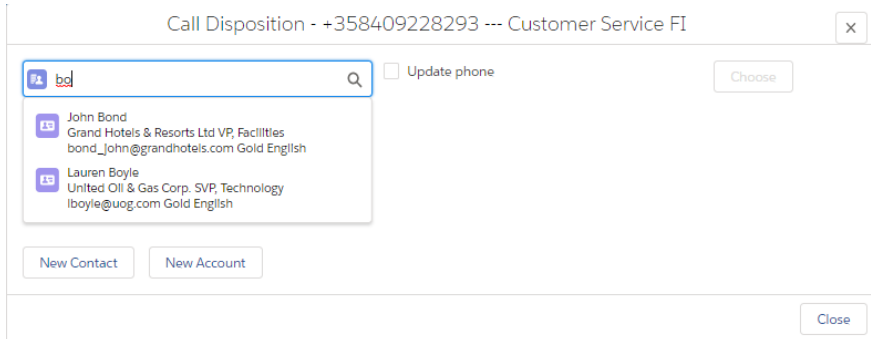 Call Disposition - +358409228293 --- Customer Service FI
bo
Update phone
Choose
John Bond
Grand Hotels & Resorts Ltd VP, Facilities
bond_john@grandhotels.com Gold English
Lauren Boyle
United Oil & Gas Corp. SVP, Technology
lboyle@uog.com Gold English
New Contact
New Account
Close